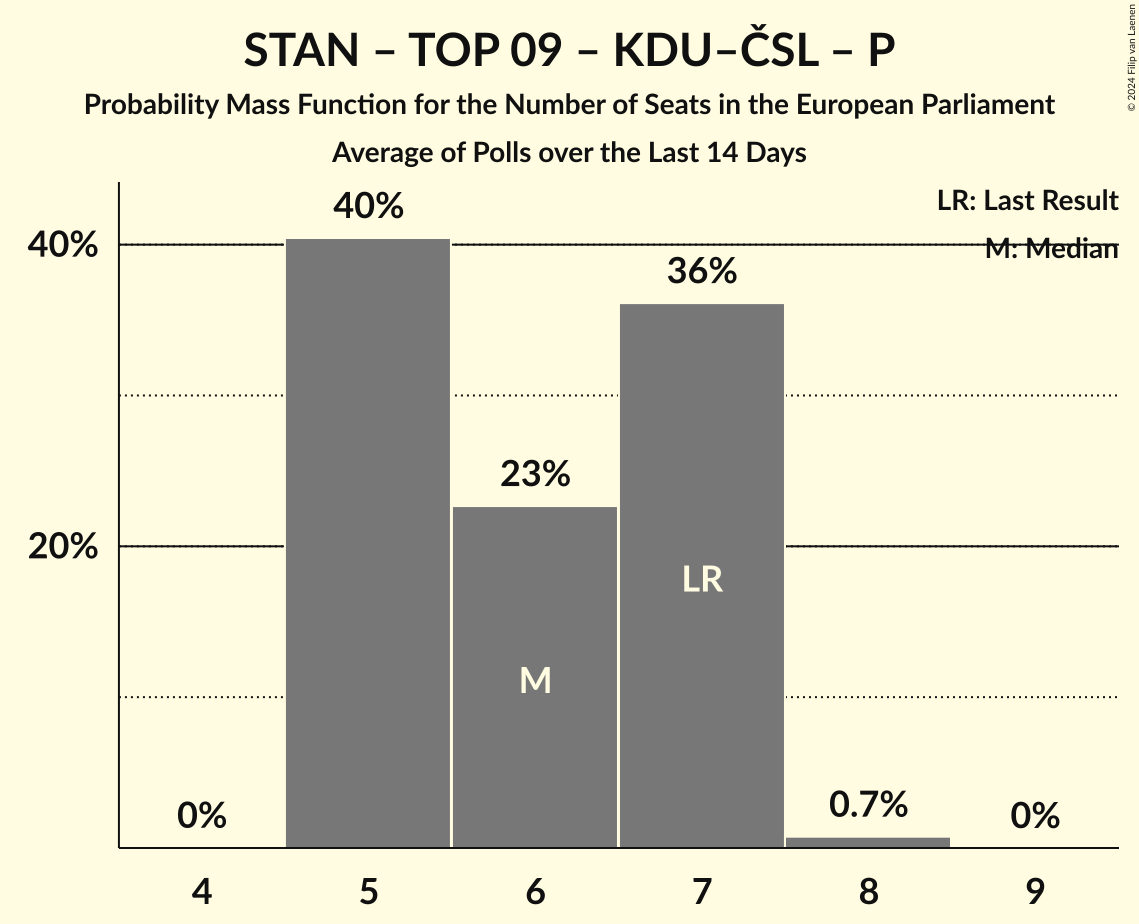 STAN – TOP 09 – KDU–ČSL – P
Probability Mass Function for the Number of Seats in the European Parliament
Average of Polls over the Last 14 Days
© 2024 Filip van Laenen
LR: Last Result
M: Median
40%
20%
0%
40%
23%
36%
0.7%
0%
M
LR
4 5 6 7 8 9